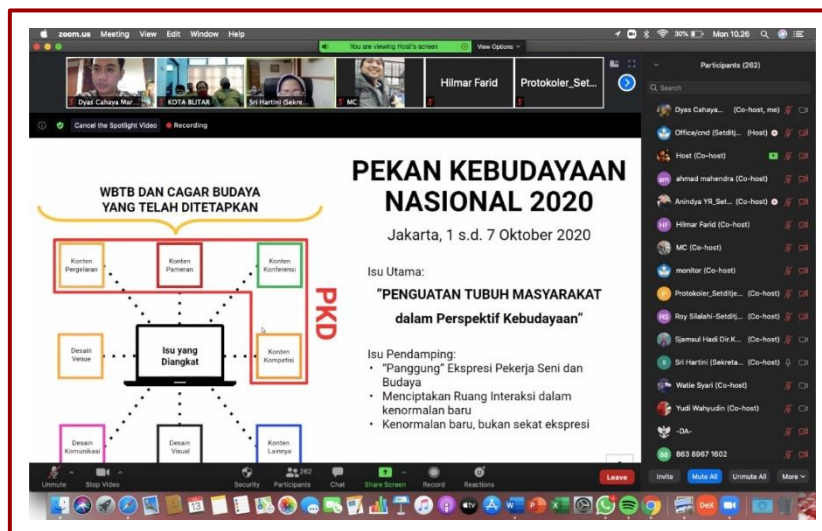 zoom.us Meeting View Edit Window Help
30% Mon 10.26
You are viewing Host's screen View Options
Participants (262)
Search
Dyas Cahaya Mar...
KOTA BLITAR
Sri Hartini (Sekre...
MC
Hilmar Farid
Protokoler_Set...
Cancel the Spotlight Video Recording
WBTB DAN CAGAR BUDAYA
YANG TELAH DITETAPKAN
Konten
Pergelaran
Konten
Pameran
Konten
Konferensi
PKD
Desain
Venue
Isu yang
Diangkat
Konten
Kompetisi
Desain
Komunikasi
Desain
Visual
Konten
Lainnya
PEKAN KEBUDAYAAN
NASIONAL 2020
Jakarta, 1 s.d. 7 Oktober 2020
Isu Utama:
"PENGUATAN TUBUH MASYARAKAT
dalam Perspektif Kebudayaan"
Isu Pendamping:
• "Panggung" Ekspresi Pekerja Seni dan
Budaya
• Menciptakan Ruang Interaksi dalam
kenormalan baru
• Kenormalan baru, bukan sekat ekspresi
Dyas Cahaya... (Co-host, me)
Office/cnd (Setditj... (Host)
Host (Co-host)
am ahmad mahendra (Co-host)
Anindya YR_Set... (Co-host)
HF Hilmar Farid (Co-host)
MC (Co-host)
monitor (Co-host)
P Protokoler_Setditje... (Co-host)
RS Roy Silalahi-Setditj... (Co-host)
Sjamsul Hadi Dir.K... (Co-host)
S Sri Hartini (Sekreta... (Co-host)
Watie Syari (Co-host)
Yudi Wahyudin (Co-host)
-DA-
88 863 8967 1602
Unmute Stop Video Security Participants 262 Chat Share Screen Record Reactions Leave
Invite Mute All Unmute All More